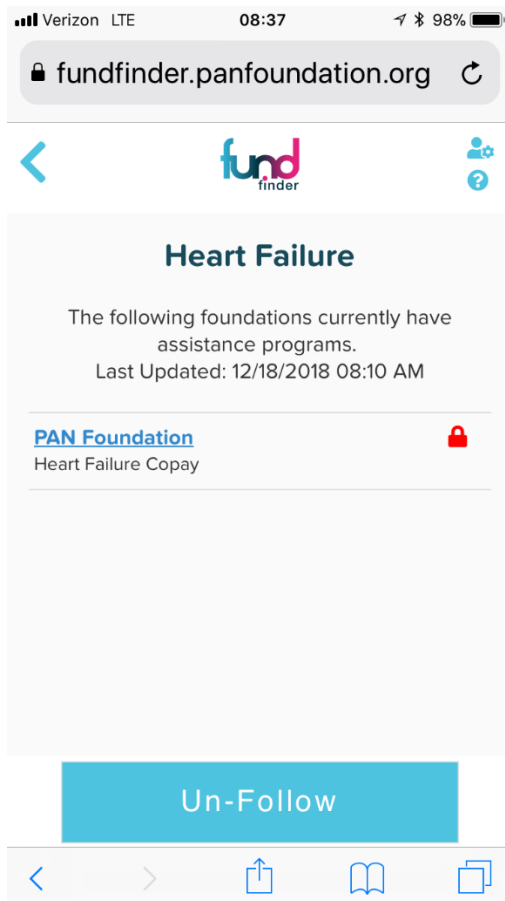 Verizon LTE 08:37 98%
fundfinder.panfoundation.org
fund
finder
?
Heart Failure
The following foundations currently have
assistance programs.
Last Updated: 12/18/2018 08:10 AM
PAN Foundation
Heart Failure Copay
Un-Follow